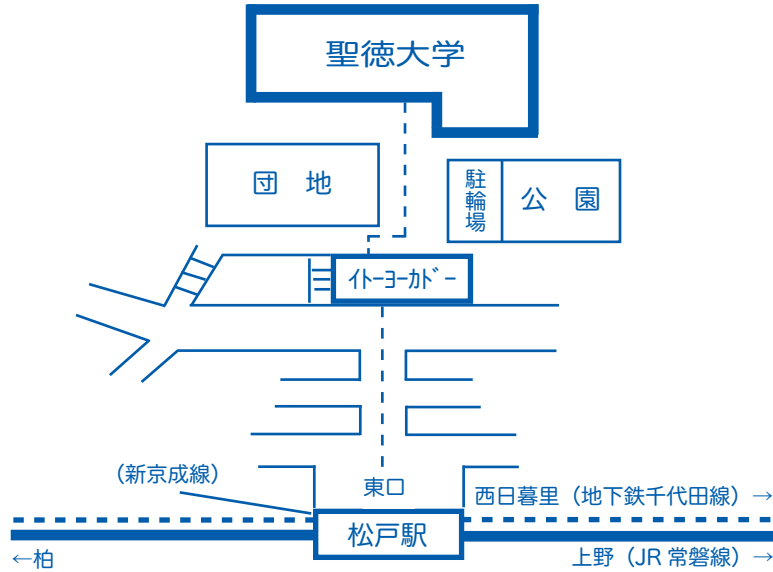 聖徳大学
団 地
駐輪場
公 園
イトーヨーカドー
(新京成線)
東口
西日暮里(地下鉄千代田線)→
松戸駅
←柏
上野(JR 常磐線)→